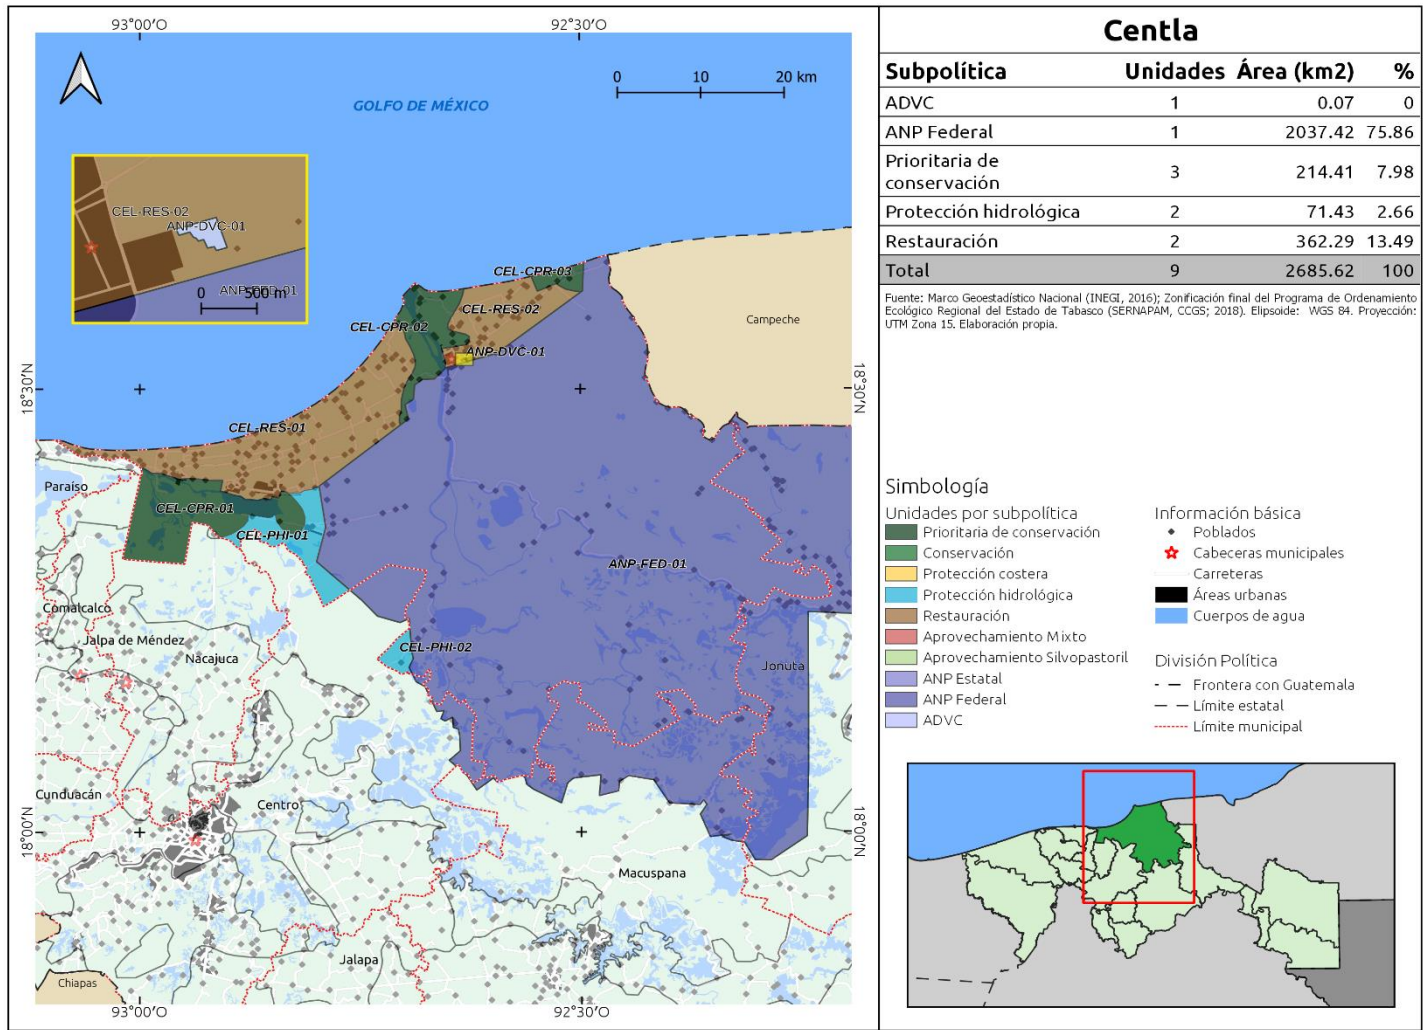 93°00'O
92°30'O
0 10 20 km
GOLFO DE MÉXICO
CEL-RES-02
ANP-DVC-01
ANP-FED-01
0 500 m
CEL-CPR-03
CEL-RES-02
CEL-CPR-02
Campeche
ANP-DVC-01
18°30'N
18°30'N
CEL-RES-01
Paraíso
CEL-CPR-01
CEL-PHI-01
ANP-FED-01
Comalcalco
Jalpa de Méndez
CEL-PHI-02
Nacajuca
Jonuta
Cunduacán
Centro
18°00'N
18°00'N
Macuspana
Jalapa
Chiapas
93°00'O
92°30'O
Centla
Subpolítica Unidades Área (km2) %
ADVC 1 0.07 0
ANP Federal 1 2037.42 75.86
Prioritaria de
conservación 3 214.41 7.98
Protección hidrológica 2 71.43 2.66
Restauración 2 362.29 13.49
Total 9 2685.62 100
Fuente: Marco Geoestadístico Nacional (INEGI, 2016); Zonificación final del Programa de Ordenamiento
Ecológico Regional del Estado de Tabasco (SERNAPAM, CCGS; 2018). Elipsoide: WGS 84. Proyección:
UTM Zona 15. Elaboración propia.
Simbología
Unidades por subpolítica
Prioritaria de conservación
Conservación
Protección costera
Protección hidrológica
Restauración
Aprovechamiento Mixto
Aprovechamiento Silvopastoril
ANP Estatal
ANP Federal
ADVC
Información básica
Poblados
Cabeceras municipales
Carreteras
Áreas urbanas
Cuerpos de agua
División Política
Frontera con Guatemala
Límite estatal
Límite municipal